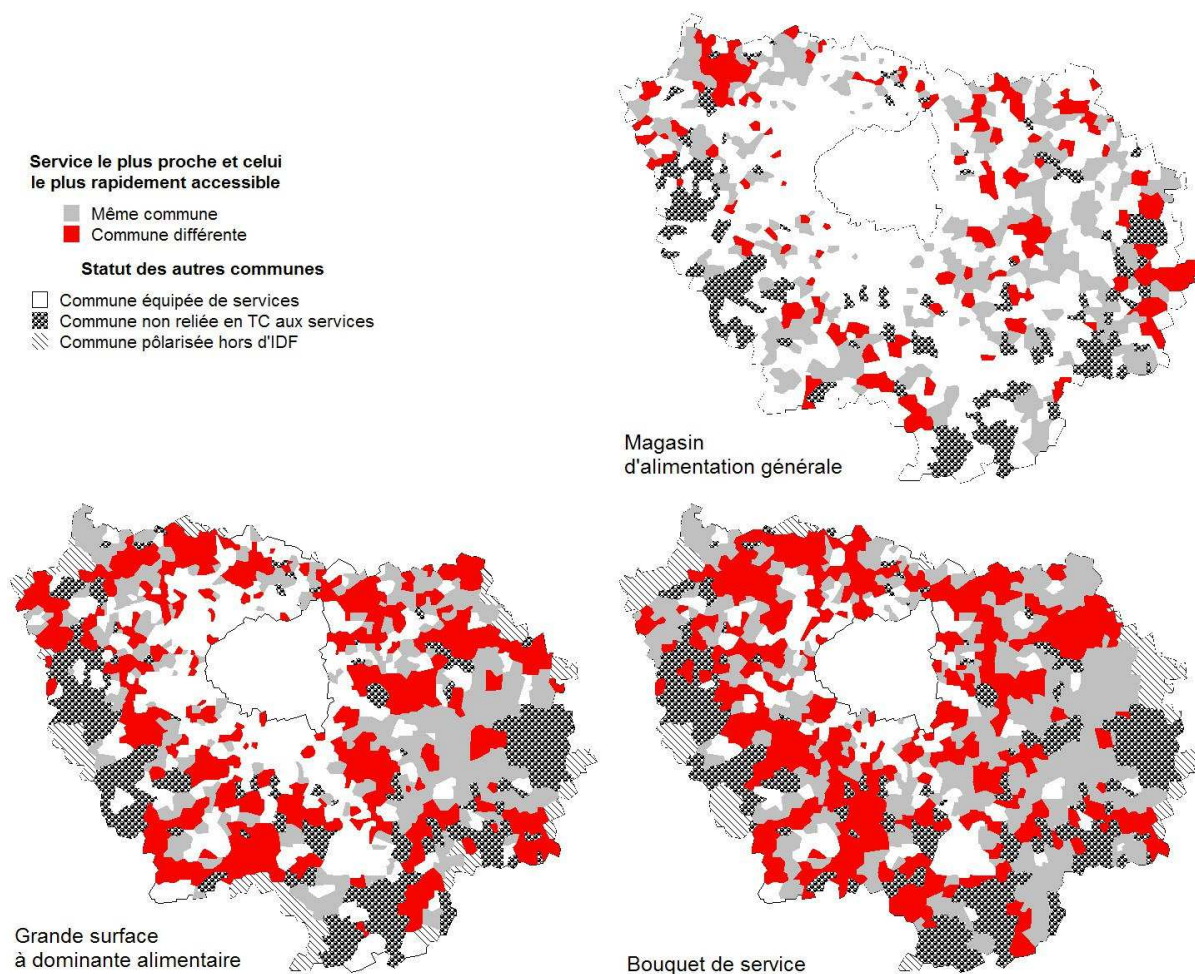 Service le plus proche et celui
le plus rapidement accessible
Même commune
Commune différente
Statut des autres communes
Commune équipée de services
Commune non reliée en TC aux services
Commune pôlarisée hors d'IDF
Magasin
d'alimentation générale
Grande surface
à dominante alimentaire
Bouquet de service